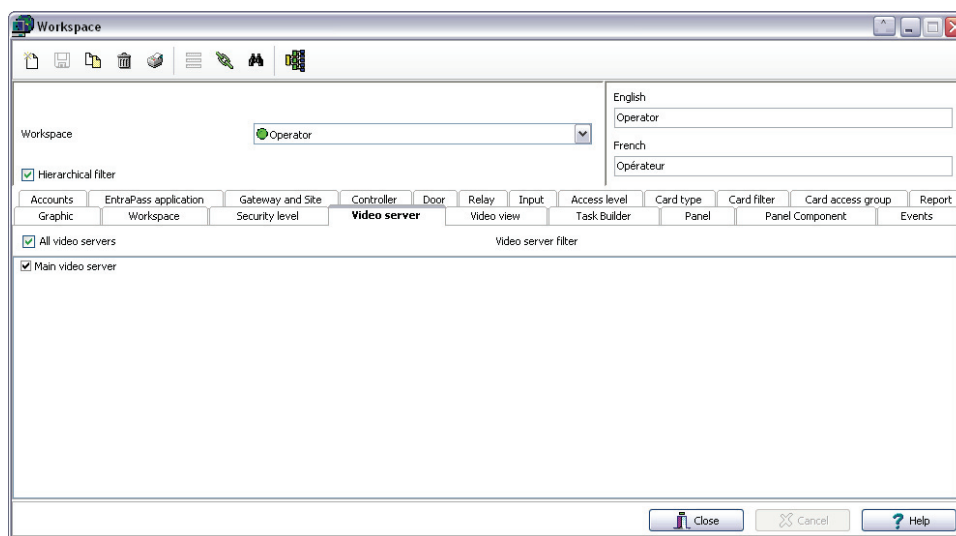 Workspace
English
Operator
Workspace
Operator
French
Opérateur
Hierarchical filter
Accounts EntraPass application Gateway and Site Controller Door Relay Input Access level Card type Card filter Card access group Report
Graphic Workspace Security level Video server Video view Task Builder Panel Panel Component Events
All video servers Video server filter
Main video server
Close Cancel ? Help